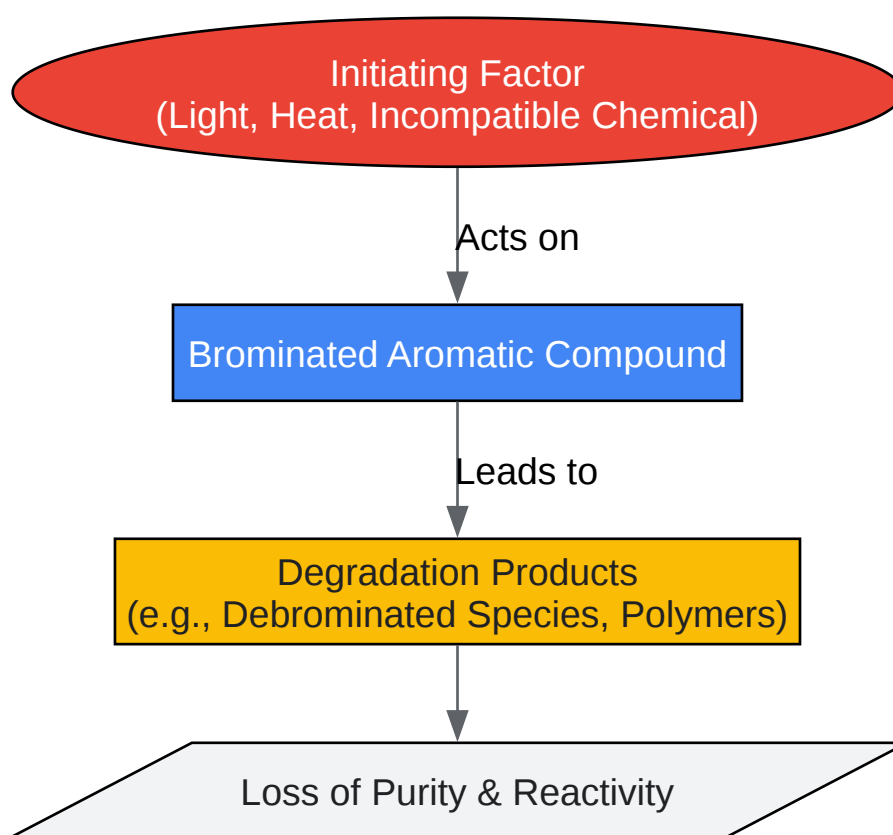 Initiating Factor
(Light, Heat, Incompatible Chemical)
Acts on
Brominated Aromatic Compound
Leads to
Degradation Products
(e.g., Debrominated Species, Polymers)
Loss of Purity & Reactivity